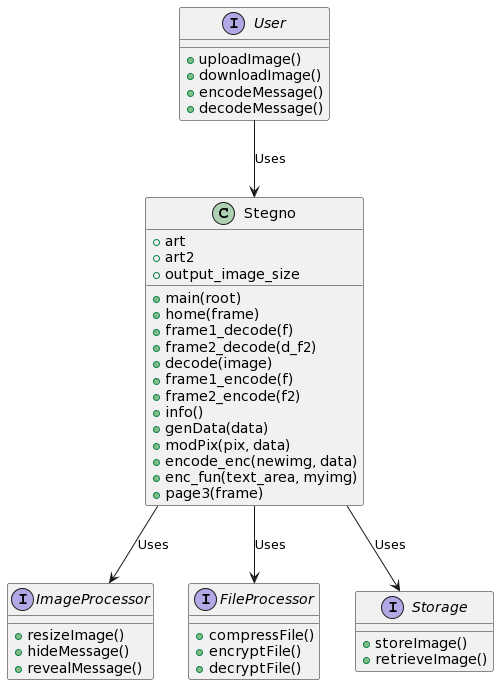 I User
uploadImage()
downloadImage()
encodeMessage()
decodeMessage()
Uses
C Stegno
art
art2
output_image_size
main(root)
home(frame)
frame1_decode(f)
frame2_decode(d_f2)
decode(image)
frame1_encode(f)
frame2_encode(f2)
info()
genData(data)
modPix(pix, data)
encode_enc(newimg, data)
enc_fun(text_area, myimg)
page3(frame)
Uses
Uses
Uses
I ImageProcessor
resizeImage()
hideMessage()
revealMessage()
I FileProcessor
compressFile()
encryptFile()
decryptFile()
I Storage
storeImage()
retrieveImage()